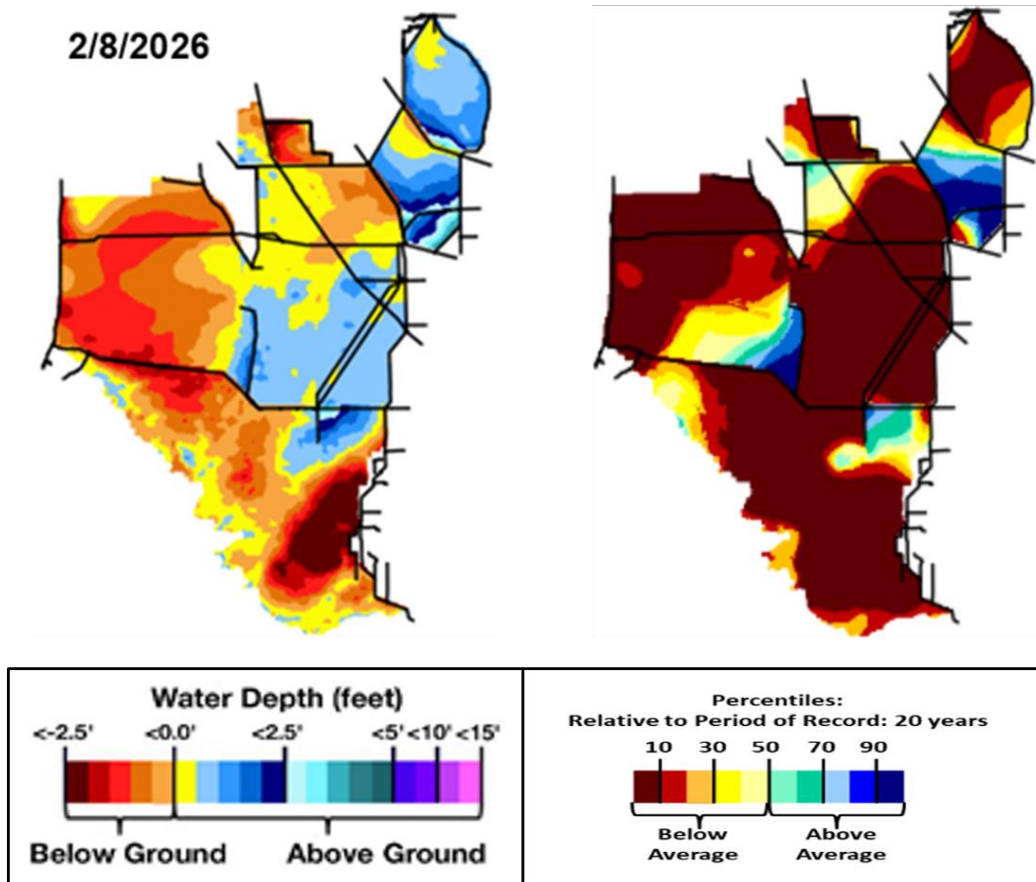 2/8/2026
Water Depth (feet)
<-2.5' <0.0' <2.5' <5' <10' <15'
Below Ground Above Ground
Percentiles:
Relative to Period of Record: 20 years
10 30 50 70 90
Below Average
Above Average